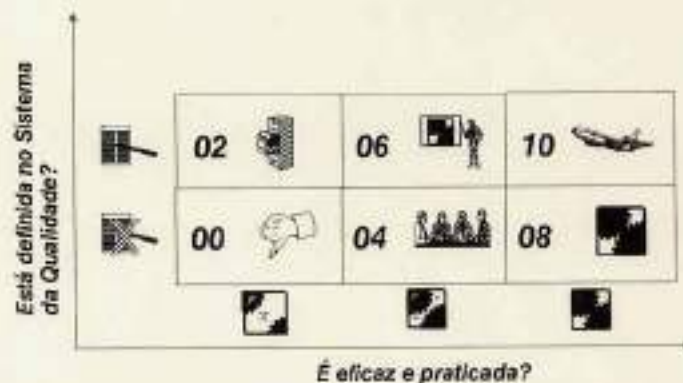 Está definida no Sistema
da Qualidade?
02 06 10
00 04 08
É eficaz e praticada?